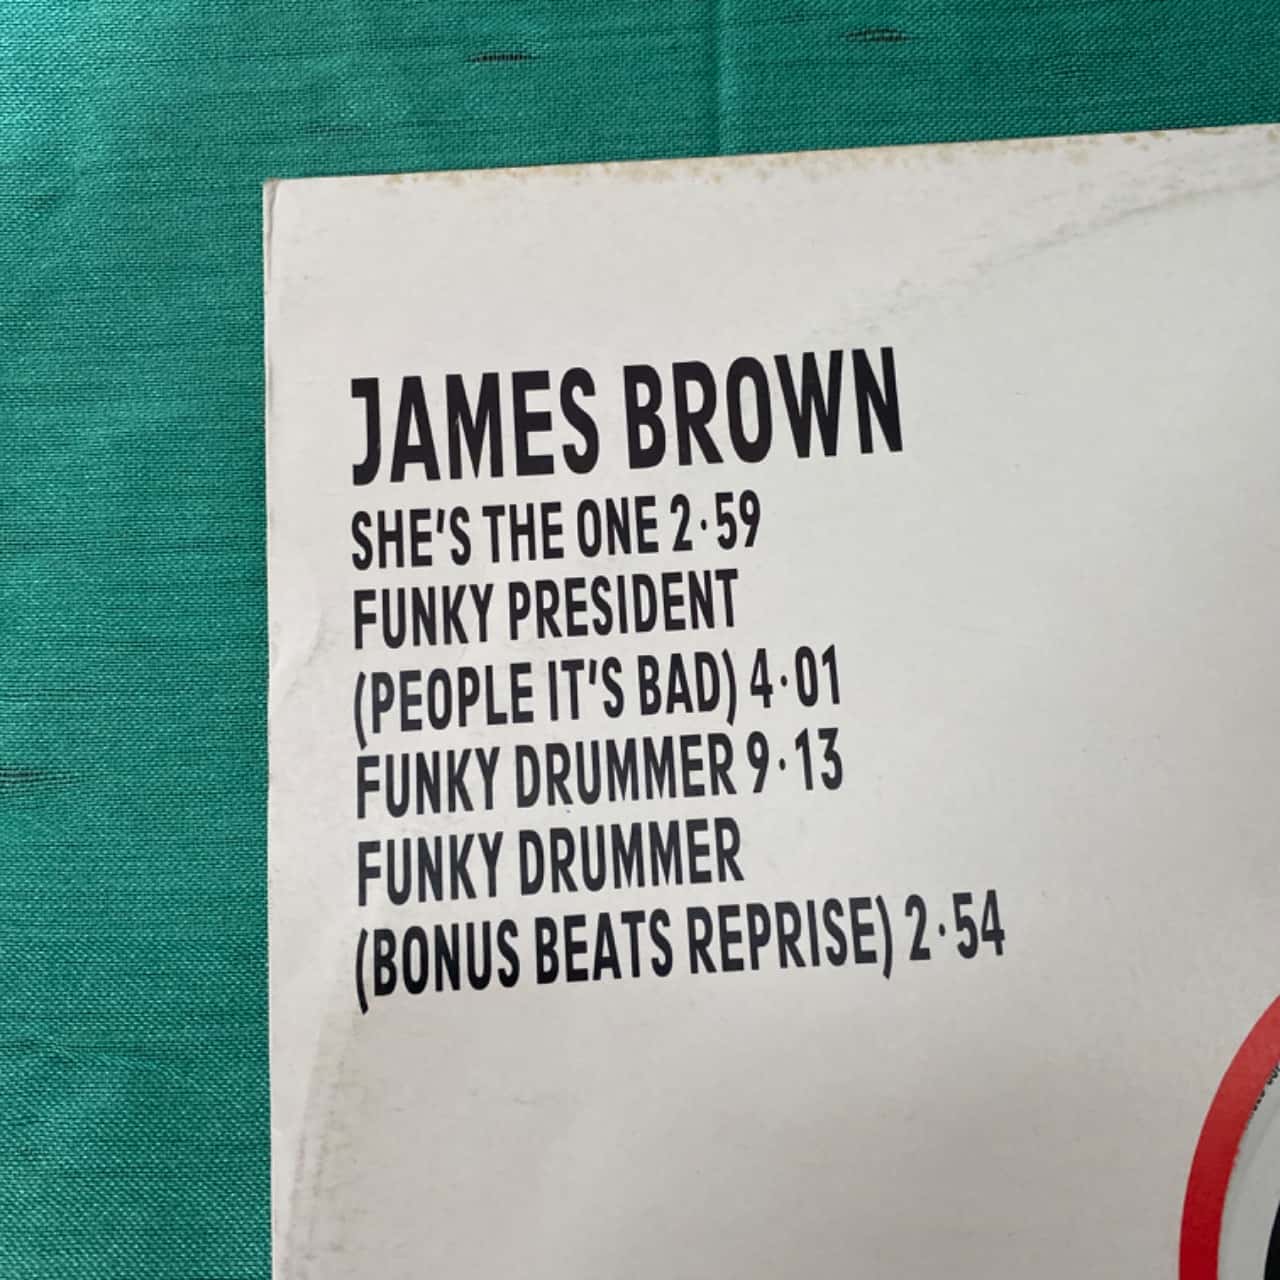 JAMES BROWN
SHE'S THE ONE 2·59
FUNKY PRESIDENT
(PEOPLE IT'S BAD) 4·01
FUNKY DRUMMER 9·13
FUNKY DRUMMER
(BONUS BEATS REPRISE) 2·54